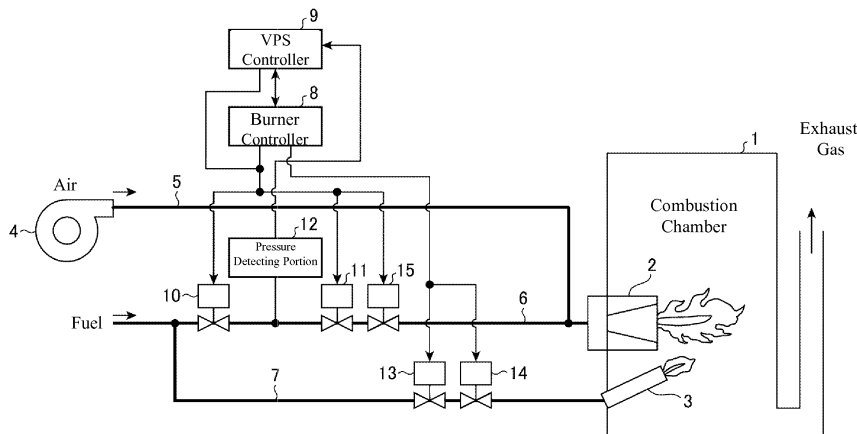 9
VPS
Controller
8
Burner
Controller
1
Exhaust
Gas
Air
5
4
12
Pressure
Detecting Portion
Combustion
Chamber
10
11
15
2
Fuel
6
13
14
7
3